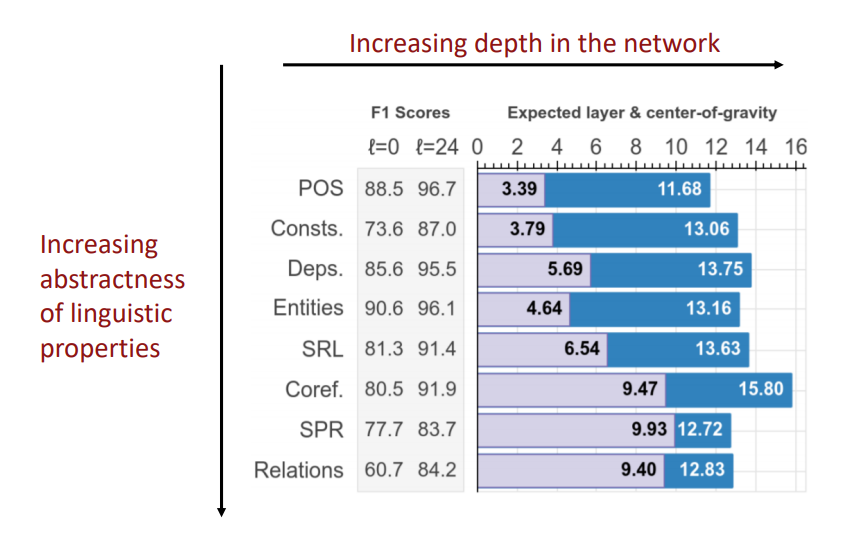 Increasing depth in the network
F1 Scores Expected layer & center-of-gravity
ℓ=0 ℓ=24 0 2 4 6 8 10 12 14 16
POS 88.5 96.7 3.39 11.68
Consts. 73.6 87.0 3.79 13.06
Deps. 85.6 95.5 5.69 13.75
Entities 90.6 96.1 4.64 13.16
SRL 81.3 91.4 6.54 13.63
Coref. 80.5 91.9 9.47 15.80
SPR 77.7 83.7 9.93 12.72
Relations 60.7 84.2 9.40 12.83
Increasing
abstractness
of linguistic
properties